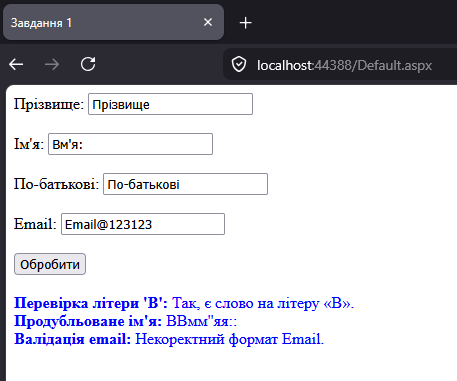 Завдання 1
localhost:44388/Default.aspx
Прізвище: Прізвище
Ім'я: Вм'я:
По-батькові: По-батькові
Email: Email@123123
Обробити
Перевірка літери 'В': Так, є слово на літеру «В».
Продубльоване ім'я: ВВмм''яя::
Валідація email: Некоректний формат Email.